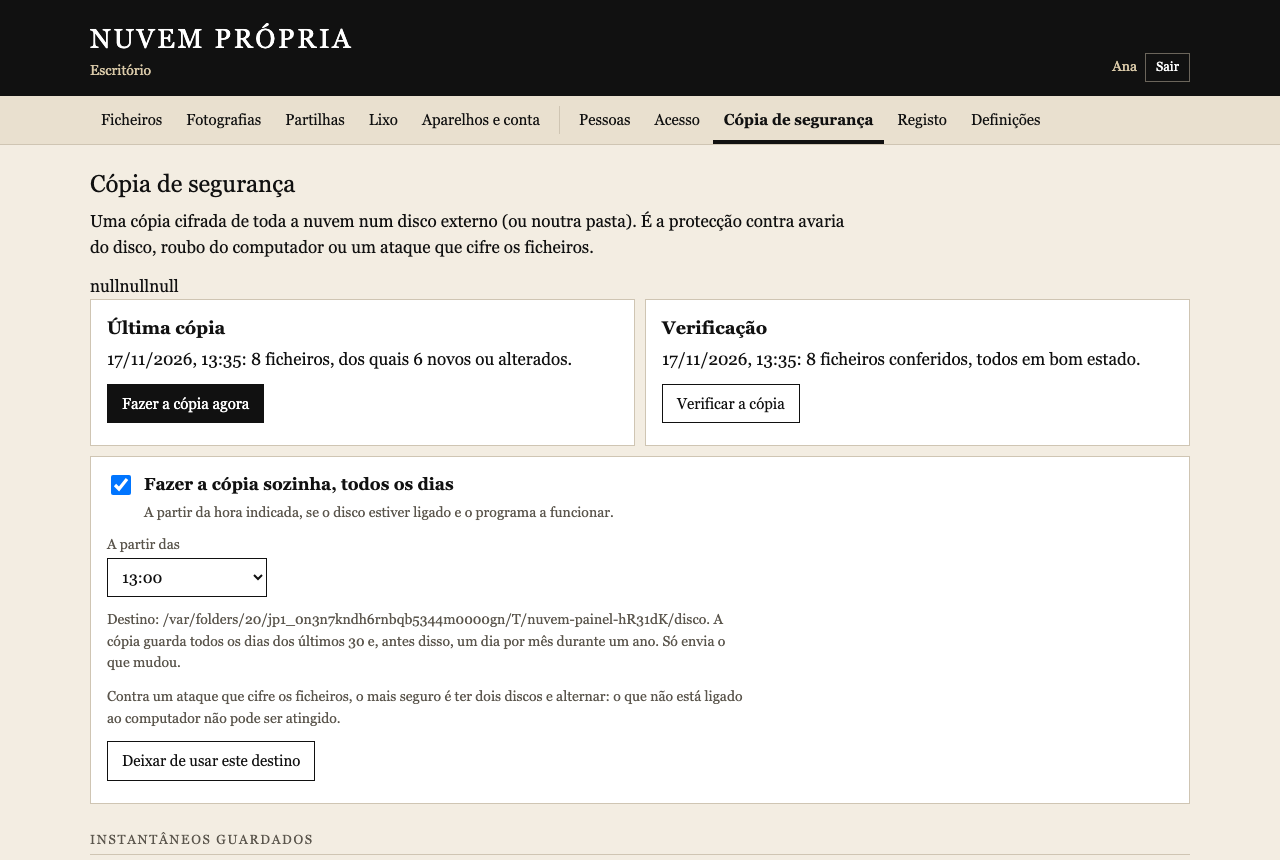 NUVEM PRÓPRIA
Escritório
Ana
Sair
Ficheiros
Fotografias
Partilhas
Lixo
Aparelhos e conta
Pessoas
Acesso
Cópia de segurança
Registo
Definições
Cópia de segurança
Uma cópia cifrada de toda a nuvem num disco externo (ou noutra pasta). É a protecção contra avaria
do disco, roubo do computador ou um ataque que cifre os ficheiros.
nullnullnull
Última cópia
17/11/2026, 13:35: 8 ficheiros, dos quais 6 novos ou alterados.
Fazer a cópia agora
Verificação
17/11/2026, 13:35: 8 ficheiros conferidos, todos em bom estado.
Verificar a cópia
Fazer a cópia sozinha, todos os dias
A partir da hora indicada, se o disco estiver ligado e o programa a funcionar.
A partir das
13:00
Destino: /var/folders/20/jp1_0n3n7kndh6rnbqb5344m0000gn/T/nuvem-painel-hR31dK/disco. A
cópia guarda todos os dias dos últimos 30 e, antes disso, um dia por mês durante um ano. Só envia o
que mudou.
Contra um ataque que cifre os ficheiros, o mais seguro é ter dois discos e alternar: o que não está ligado
ao computador não pode ser atingido.
Deixar de usar este destino
INSTANTÂNEOS GUARDADOS